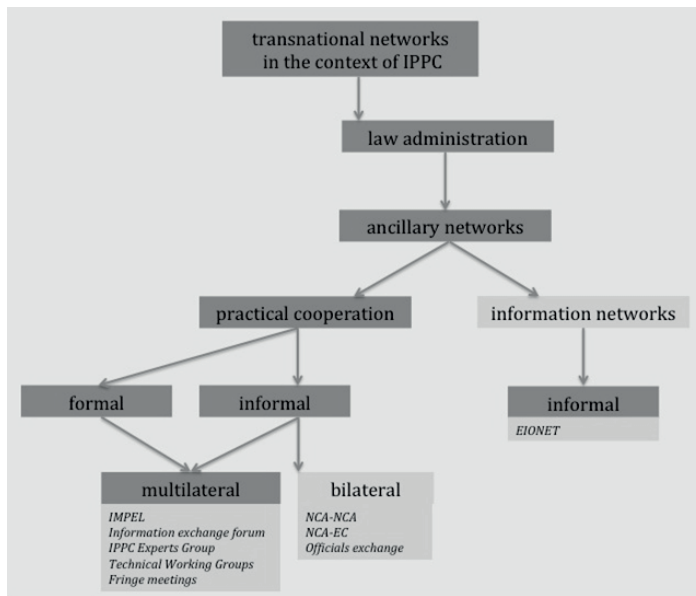 transnational networks
in the context of IPPC
law administration
ancillary networks
practical cooperation
information networks
formal
informal
informal
EIONET
multilateral
IMPEL
Information exchange forum
IPPC Experts Group
Technical Working Groups
Fringe meetings
bilateral
NCA-NCA
NCA-EC
Officials exchange